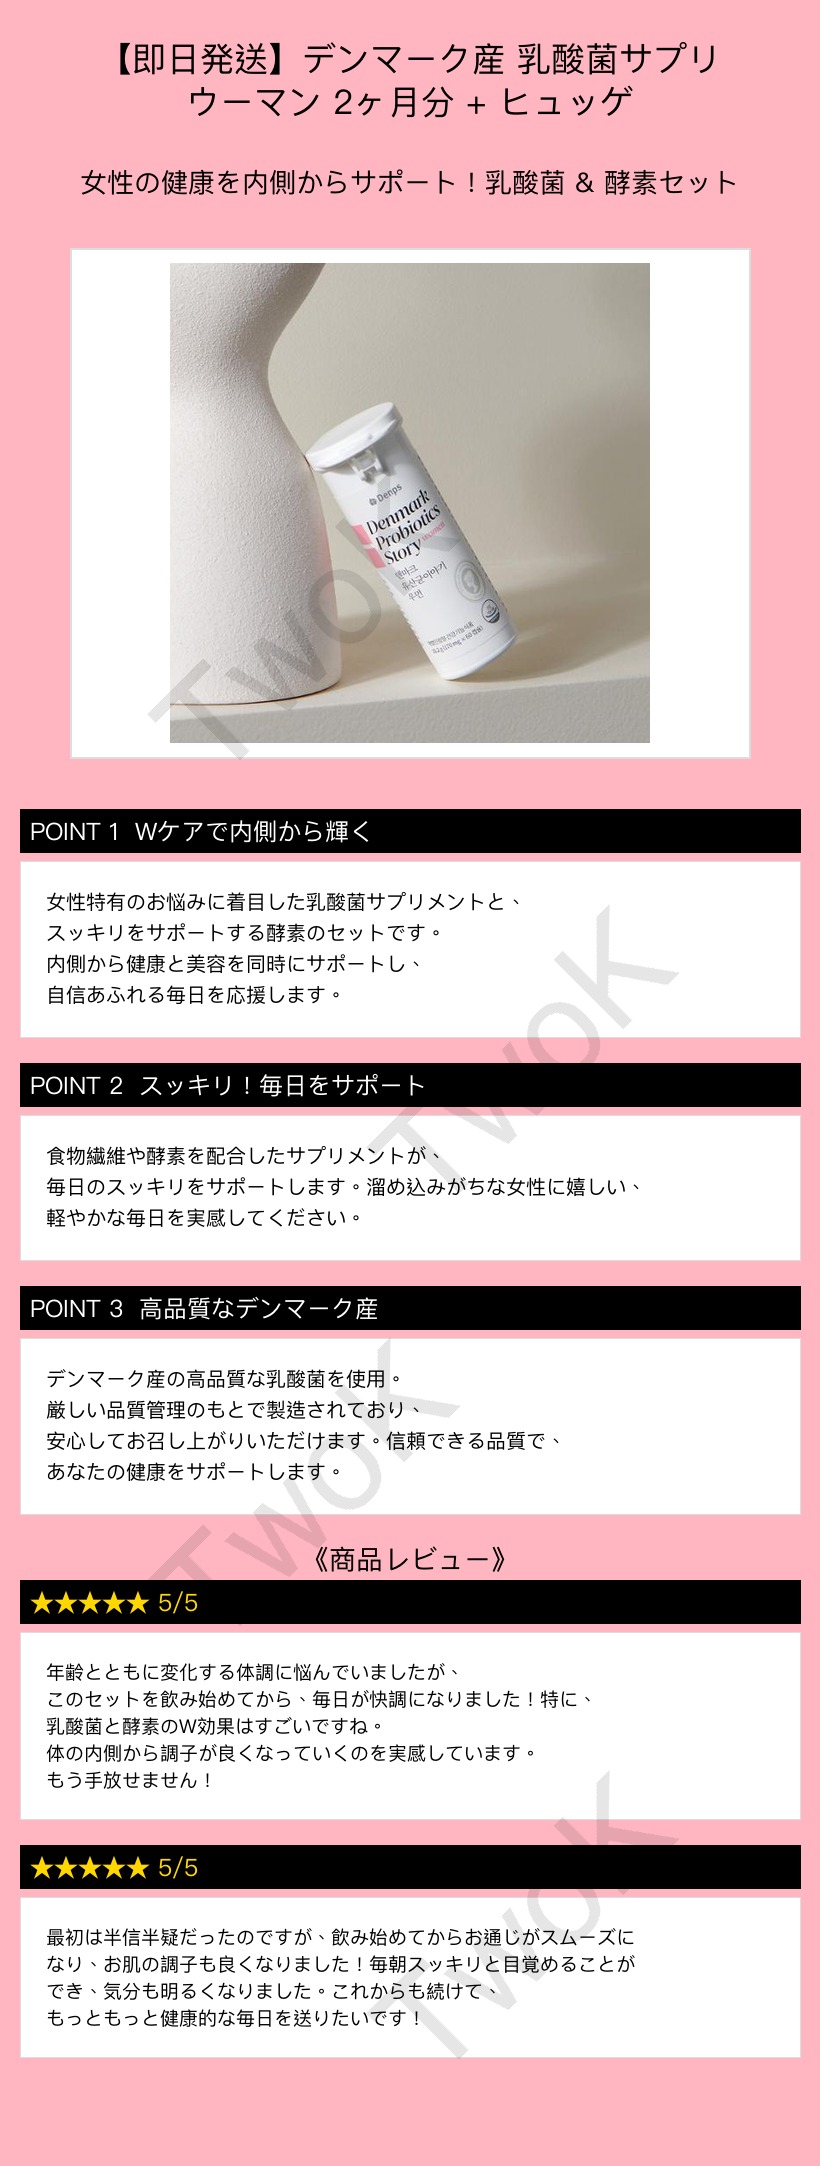 【即日発送】デンマーク産 乳酸菌サプリ
ウーマン 2ヶ月分 + ヒュッゲ
女性の健康を内側からサポート！乳酸菌 & 酵素セット
Denps
Denmark
Probiotics
Story
덴마크
유산균이야기
우먼
TwoK
POINT 1 Wケアで内側から輝く
女性特有のお悩みに着目した乳酸菌サプリメントと、
スッキリをサポートする酵素のセットです。
内側から健康と美容を同時にサポートし、
自信あふれる毎日を応援します。
TwoK
POINT 2 スッキリ！毎日をサポート
食物繊維や酵素を配合したサプリメントが、
毎日のスッキリをサポートします。溜め込みがちな女性に嬉しい、
軽やかな毎日を実感してください。
POINT 3 高品質なデンマーク産
デンマーク産の高品質な乳酸菌を使用。
厳しい品質管理のもとで製造されており、
安心してお召し上がりいただけます。信頼できる品質で、
あなたの健康をサポートします。
TwoK
《商品レビュー》
★★★★★ 5/5
年齢とともに変化する体調に悩んでいましたが、
このセットを飲み始めてから、毎日が快調になりました！特に、
乳酸菌と酵素のW効果はすごいですね。
体の内側から調子が良くなっていくのを実感しています。
もう手放せません！
★★★★★ 5/5
最初は半信半疑だったのですが、飲み始めてからお通じがスムーズに
なり、お肌の調子も良くなりました！毎朝スッキリと目覚めることが
でき、気分も明るくなりました。これからも続けて、
もっともっと健康的な毎日を送りたいです！
TwoK